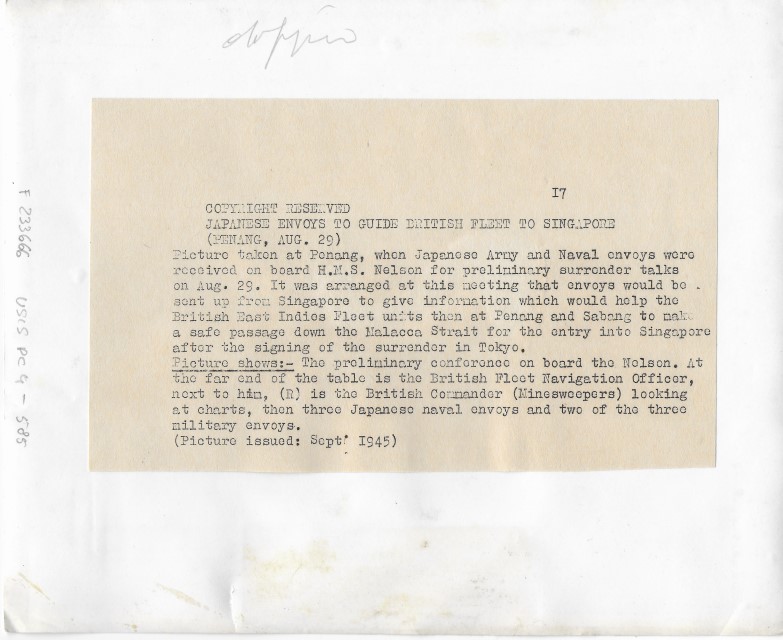 doppio
17
COPYRIGHT RESERVED
JAPANESE ENVOYS TO GUIDE BRITISH FLEET TO SINGAPORE
(PENANG, AUG. 29)
Picture taken at Penang, when Japanese Army and Naval envoys were
received on board H.M.S. Nelson for preliminary surrender talks
on Aug. 29. It was arranged at this meeting that envoys would be .
sent up from Singapore to give information which would help the
British East Indies Fleet units then at Penang and Sabang to make
a safe passage down the Malacca Strait for the entry into Singapore
after the signing of the surrender in Tokyo.
Picture shows:- The preliminary conference on board the Nelson. At
the far end of the table is the British Fleet Navigation Officer,
next to him, (R) is the British Commander (Minesweepers) looking
at charts, then three Japanese naval envoys and two of the three
military envoys.
(Picture issued: Sept. 1945)
F 233666 USIS PC 4 - 585